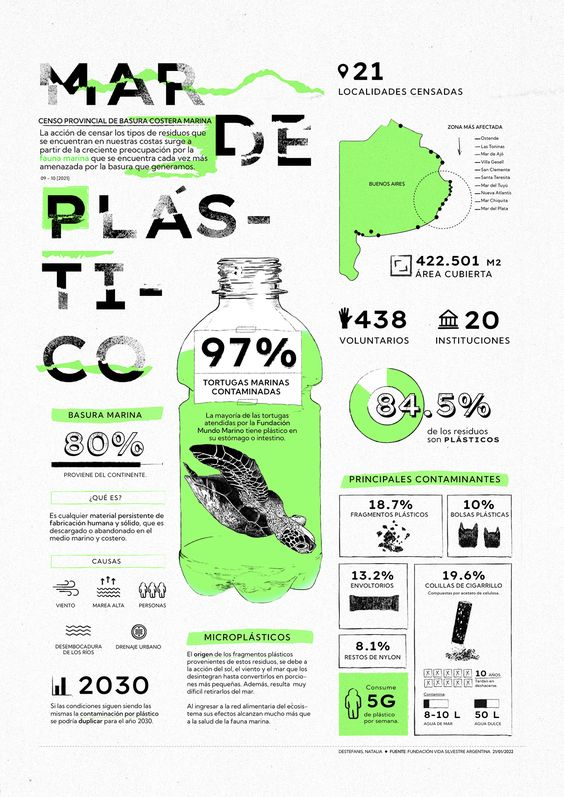 MAR
DE
PLÁS-
TI-
CO
CENSO PROVINCIAL DE BASURA COSTERA MARINA
La acción de censar los tipos de residuos que
se encuentran en nuestras costas surge a
partir de la creciente preocupación por la
fauna marina que se encuentra cada vez más
amenazada por la basura que generamos.
09 - 10 (2021)
21
LOCALIDADES CENSADAS
ZONA MÁS AFECTADA
BUENOS AIRES
Ostende
Las Toninas
Mar de Ajó
Villa Gesell
San Clemente
Santa Teresita
Mar del Tuyú
Nueva Atlantis
Mar Chiquita
Mar del Plata
422.501 M2
ÁREA CUBIERTA
438
VOLUNTARIOS
20
INSTITUCIONES
84.5%
de los residuos
son PLÁSTICOS
97%
TORTUGAS MARINAS
CONTAMINADAS
La mayoría de las tortugas
atendidas por la Fundación
Mundo Marino tiene plástico en
su estómago o intestino.
BASURA MARINA
80%
PROVIENE DEL CONTINENTE.
¿QUÉ ES?
Es cualquier material persistente de
fabricación humana y sólido, que es
descargado o abandonado en el
medio marino y costero.
CAUSAS
VIENTO
MAREA ALTA
PERSONAS
DESEMBOCADURA
DE LOS RÍOS
DRENAJE URBANO
2030
Si las condiciones siguen siendo las
mismas la contaminación por plástico
se podría duplicar para el año 2030.
MICROPLÁSTICOS
El origen de los fragmentos plásticos
provenientes de estos residuos, se debe a
la acción del sol, el viento y el mar que los
desintegran hasta convertirlos en porcio-
nes más pequeñas. Además, resulta muy
difícil retirarlos del mar.
Al ingresar a la red alimentaria del ecosis-
tema sus efectos alcanzan mucho más que
a la salud de la fauna marina.
PRINCIPALES CONTAMINANTES
18.7%
FRAGMENTOS PLÁSTICOS
10%
BOLSAS PLÁSTICAS
13.2%
ENVOLTORIOS
19.6%
COLILLAS DE CIGARRILLO
Compuestas por acetato de celulosa.
8.1%
RESTOS DE NYLON
10 AÑOS
Tardan en
deshacerse
Contamina
8-10 L
AGUA DE MAR
50 L
AGUA DULCE
Consume
5G
de plástico
por semana.
DESTEFANIS, NATALIA ✦ FUENTE: FUNDACIÓN VIDA SILVESTRE ARGENTINA 21/01/2022